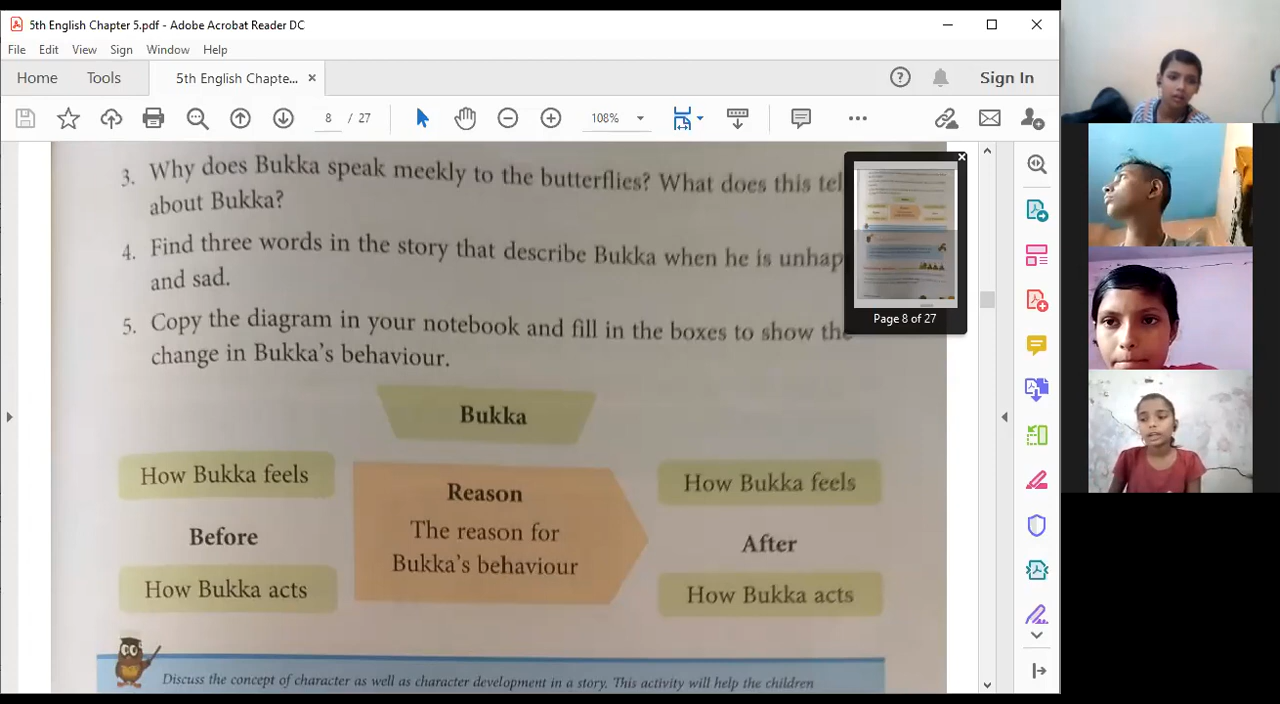 5th English Chapter 5.pdf - Adobe Acrobat Reader DC
File Edit View Sign Window Help
Home Tools 5th English Chapte... × Sign In
8 / 27 108%
3. Why does Bukka speak meekly to the butterflies? What does this tel
about Bukka?
4. Find three words in the story that describe Bukka when he is unhap
and sad.
5. Copy the diagram in your notebook and fill in the boxes to show the
change in Bukka's behaviour.
Page 8 of 27
Bukka
How Bukka feels
Before
How Bukka acts
Reason
The reason for
Bukka's behaviour
How Bukka feels
After
How Bukka acts
Discuss the concept of character as well as character development in a story. This activity will help the children